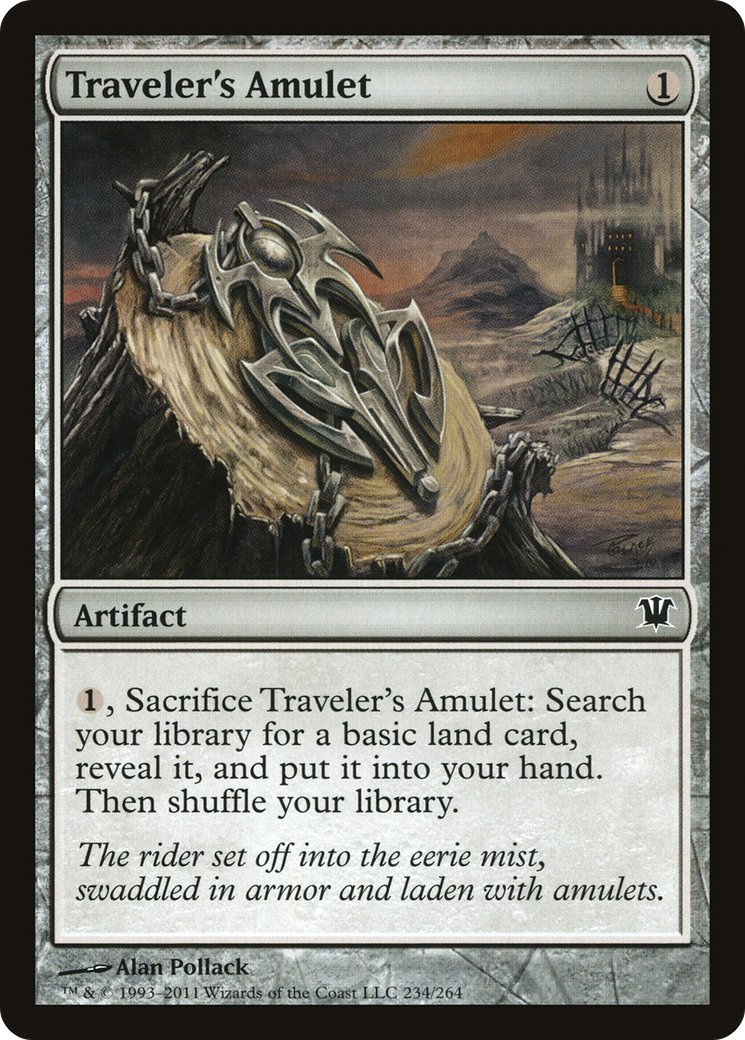 Traveler's Amulet 1
Artifact
1, Sacrifice Traveler's Amulet: Search
your library for a basic land card,
reveal it, and put it into your hand.
Then shuffle your library.
The rider set off into the eerie mist,
swaddled in armor and laden with amulets.
Alan Pollack
™ & © 1993–2011 Wizards of the Coast LLC 234/264